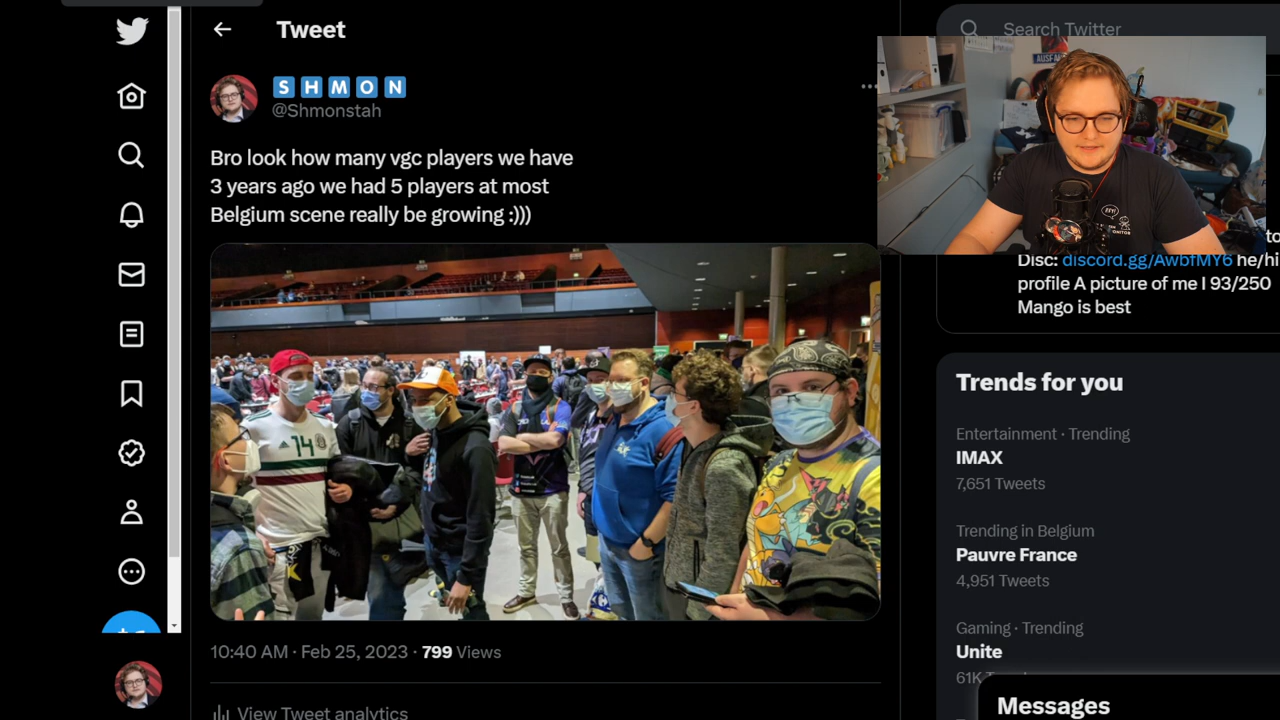 Tweet
Search Twitter
SHMON
@Shmonstah
Bro look how many vgc players we have
3 years ago we had 5 players at most
Belgium scene really be growing :)))
14
10:40 AM · Feb 25, 2023 · 799 Views
View Tweet analytics
Disc: discord.gg/AwbfMY6 he/hi
profile A picture of me l 93/250
Mango is best
Trends for you
Entertainment · Trending
IMAX
7,651 Tweets
Trending in Belgium
Pauvre France
4,951 Tweets
Gaming · Trending
Unite
61K
Messages